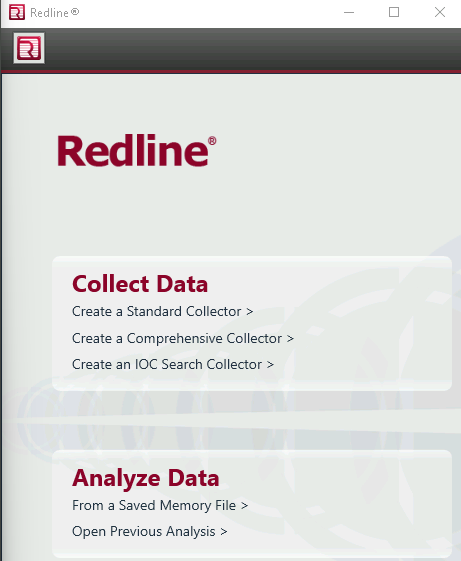 Redline®
Redline®
Collect Data
Create a Standard Collector >
Create a Comprehensive Collector >
Create an IOC Search Collector >
Analyze Data
From a Saved Memory File >
Open Previous Analysis >